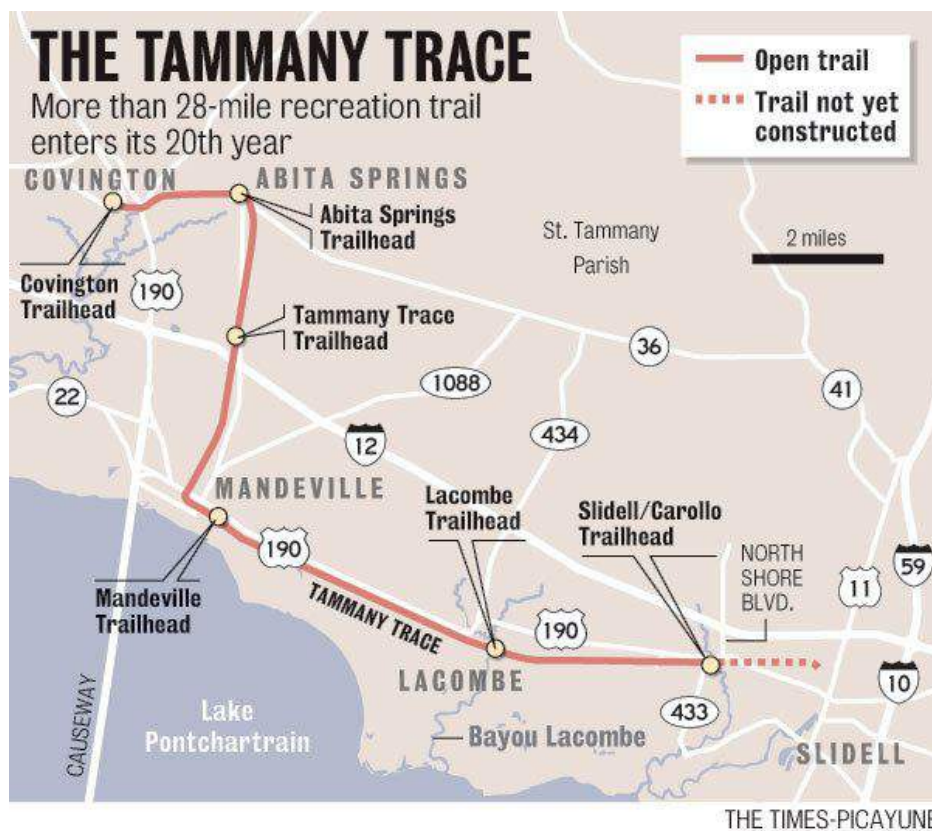 THE TAMMANY TRACE
More than 28-mile recreation trail
enters its 20th year
Open trail
Trail not yet
constructed
COVINGTON
ABITA SPRINGS
Abita Springs
Trailhead
St. Tammany
Parish
2 miles
Covington
Trailhead
190
Tammany Trace
Trailhead
36
1088
41
22
434
12
MANDEVILLE
Lacombe
Trailhead
Slidell/Carollo
Trailhead
190
NORTH
SHORE
BLVD.
59
11
Mandeville
Trailhead
TAMMANY TRACE
190
LACOMBE
10
433
CAUSEWAY
Lake
Pontchartrain
Bayou Lacombe
SLIDELL
THE TIMES-PICAYUNE